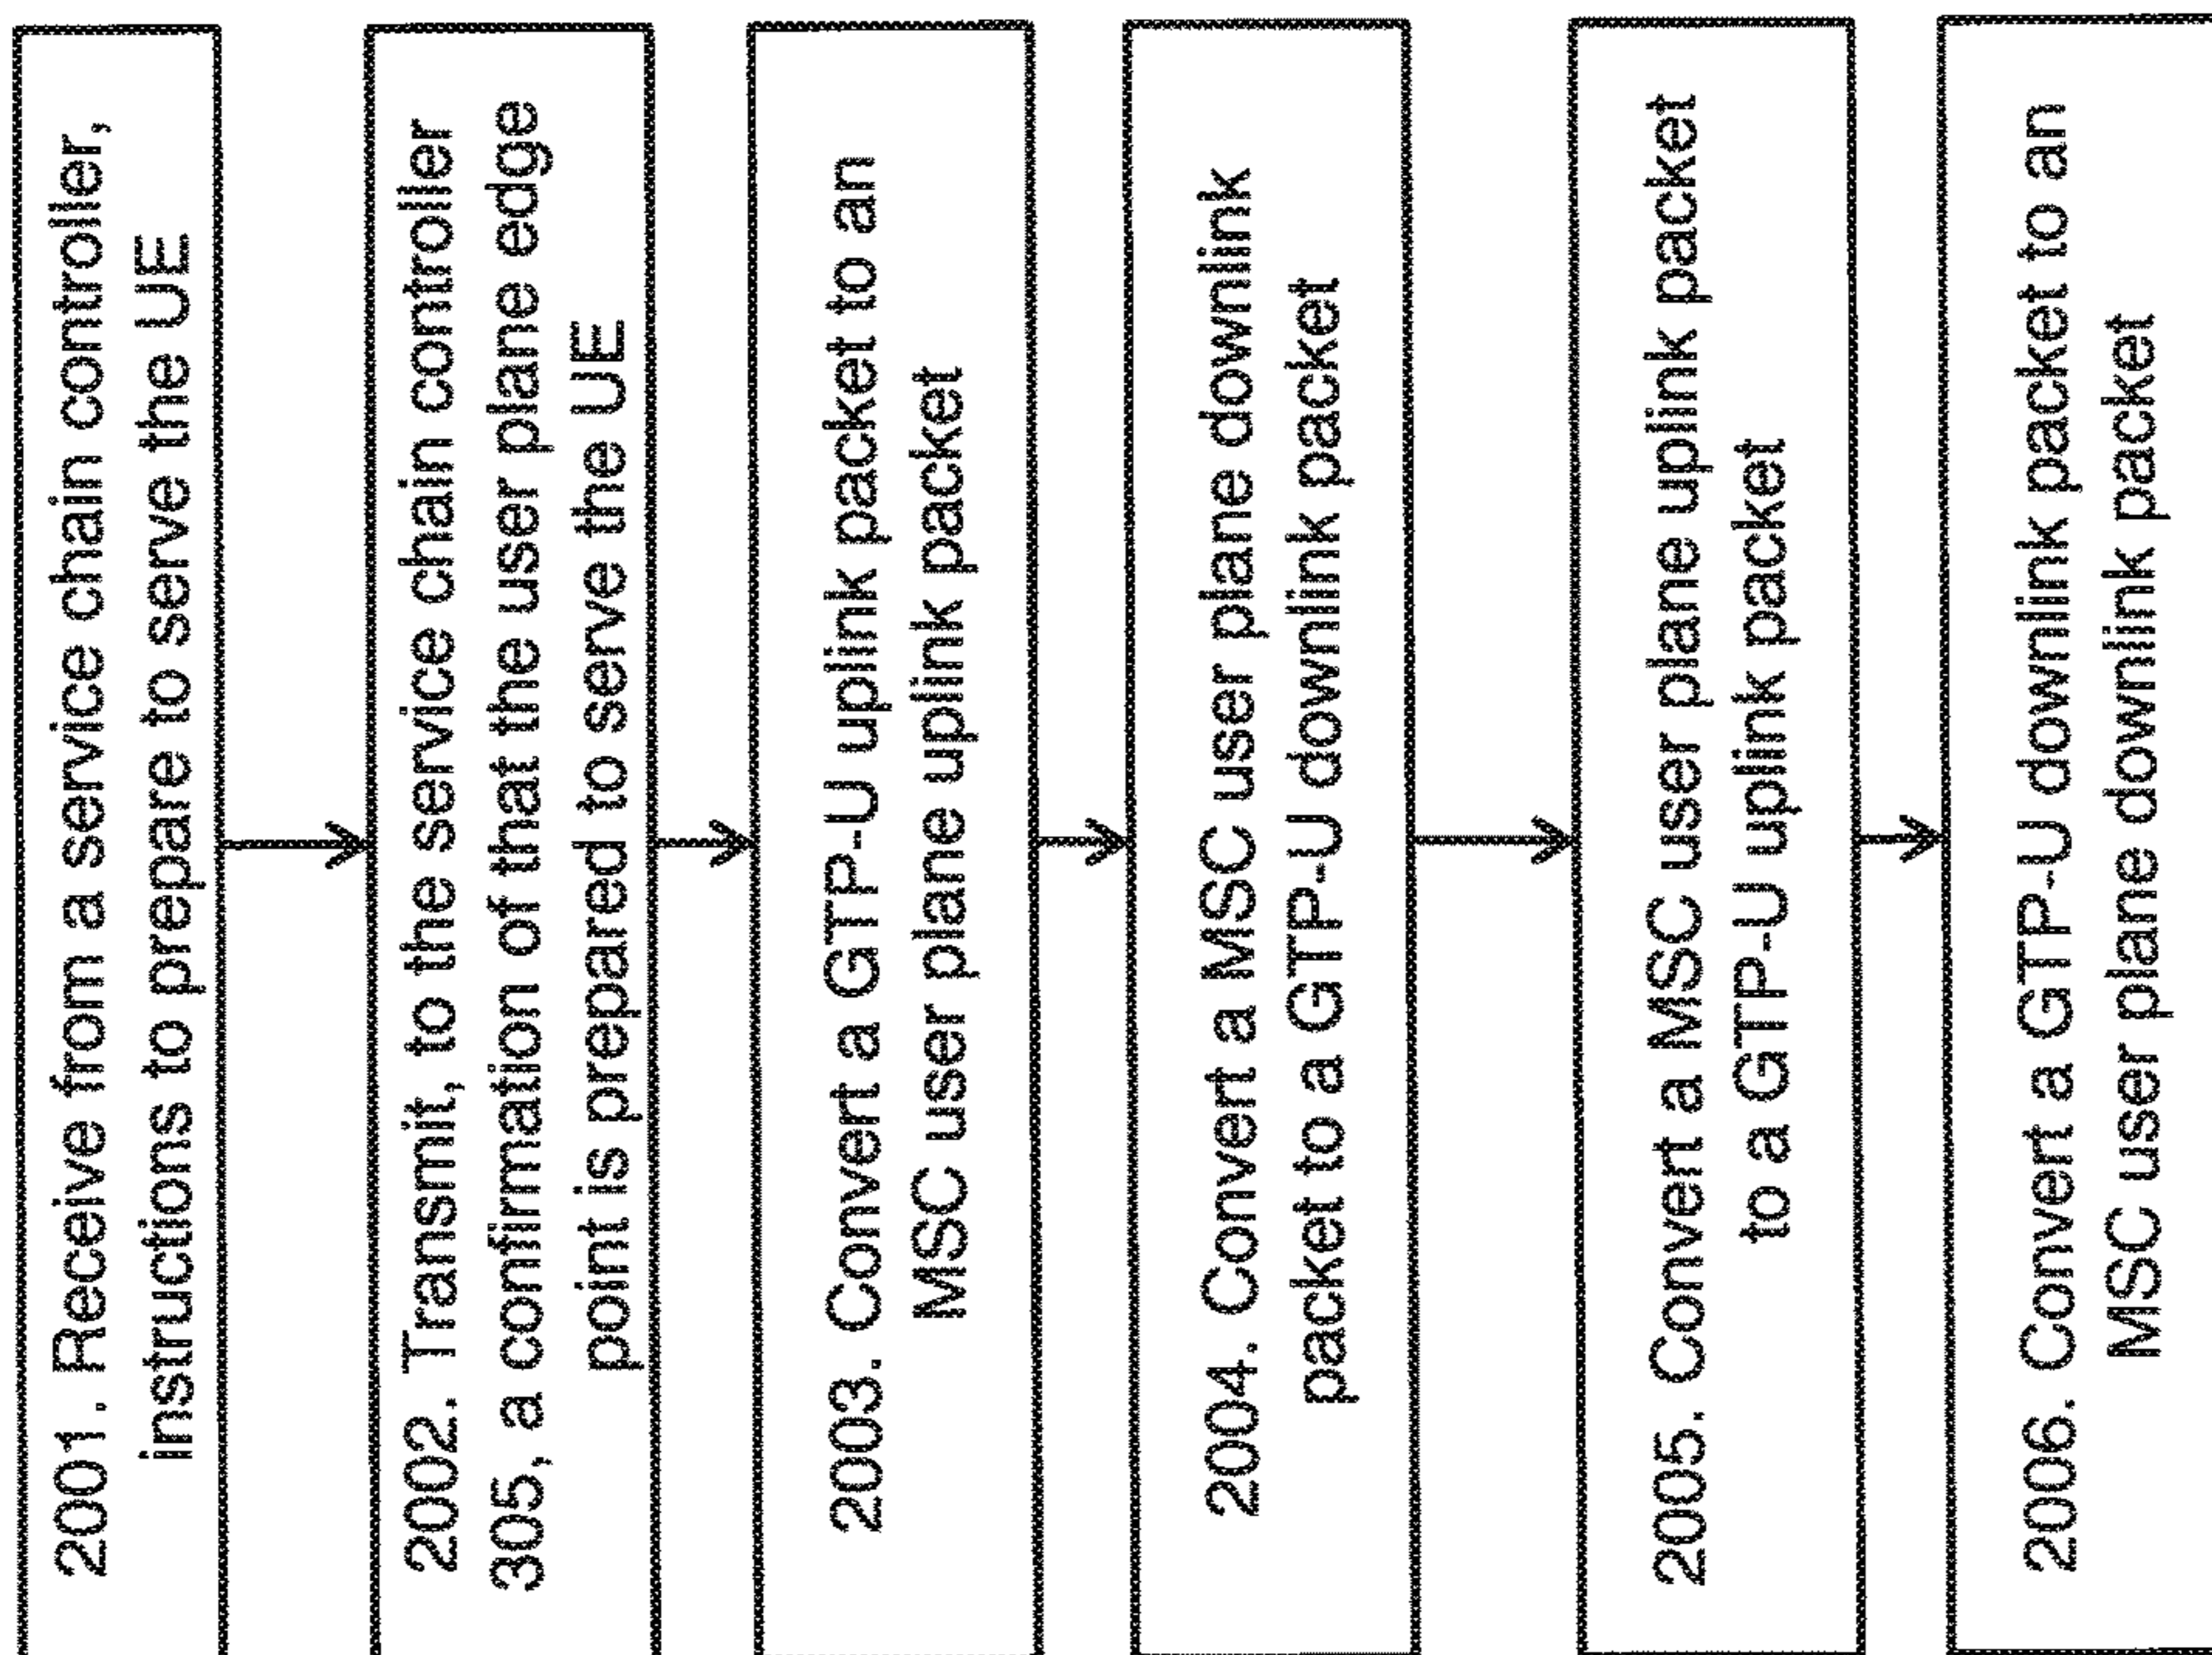 2001. Receive from a service chain controller,
instructions to prepare to serve the UE
2002. Transmit, to the service chain controller
305, a confirmation of that the user plane edge
point is prepared to serve the UE
2003. Convert a GTP-U uplink packet to an
MSC user plane uplink packet
2004. Convert a MSC user plane downlink
packet to a GTP-U downlink packet
2005. Convert a MSC user plane uplink packet
to a GTP-U uplink packet
2006. Convert a GTP-U downlink packet to an
MSC user plane downlink packet